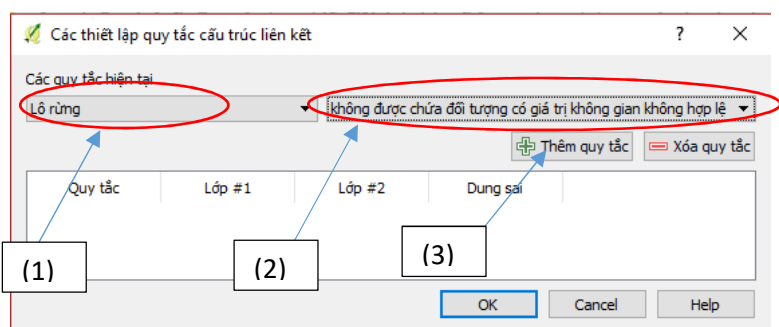 Các thiết lập quy tắc cấu trúc liên kết ? ×
Các quy tắc hiện tại
Lô rừng không được chứa đối tượng có giá trị không gian không hợp lệ
Thêm quy tắc Xóa quy tắc
Quy tắc Lớp #1 Lớp #2 Dung sai
(1) (2) (3)
OK Cancel Help